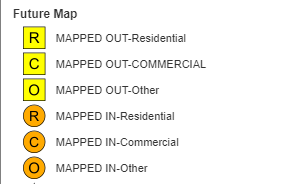 Future Map
R MAPPED OUT-Residential
C MAPPED OUT-COMMERCIAL
O MAPPED OUT-Other
R MAPPED IN-Residential
C MAPPED IN-Commercial
O MAPPED IN-Other